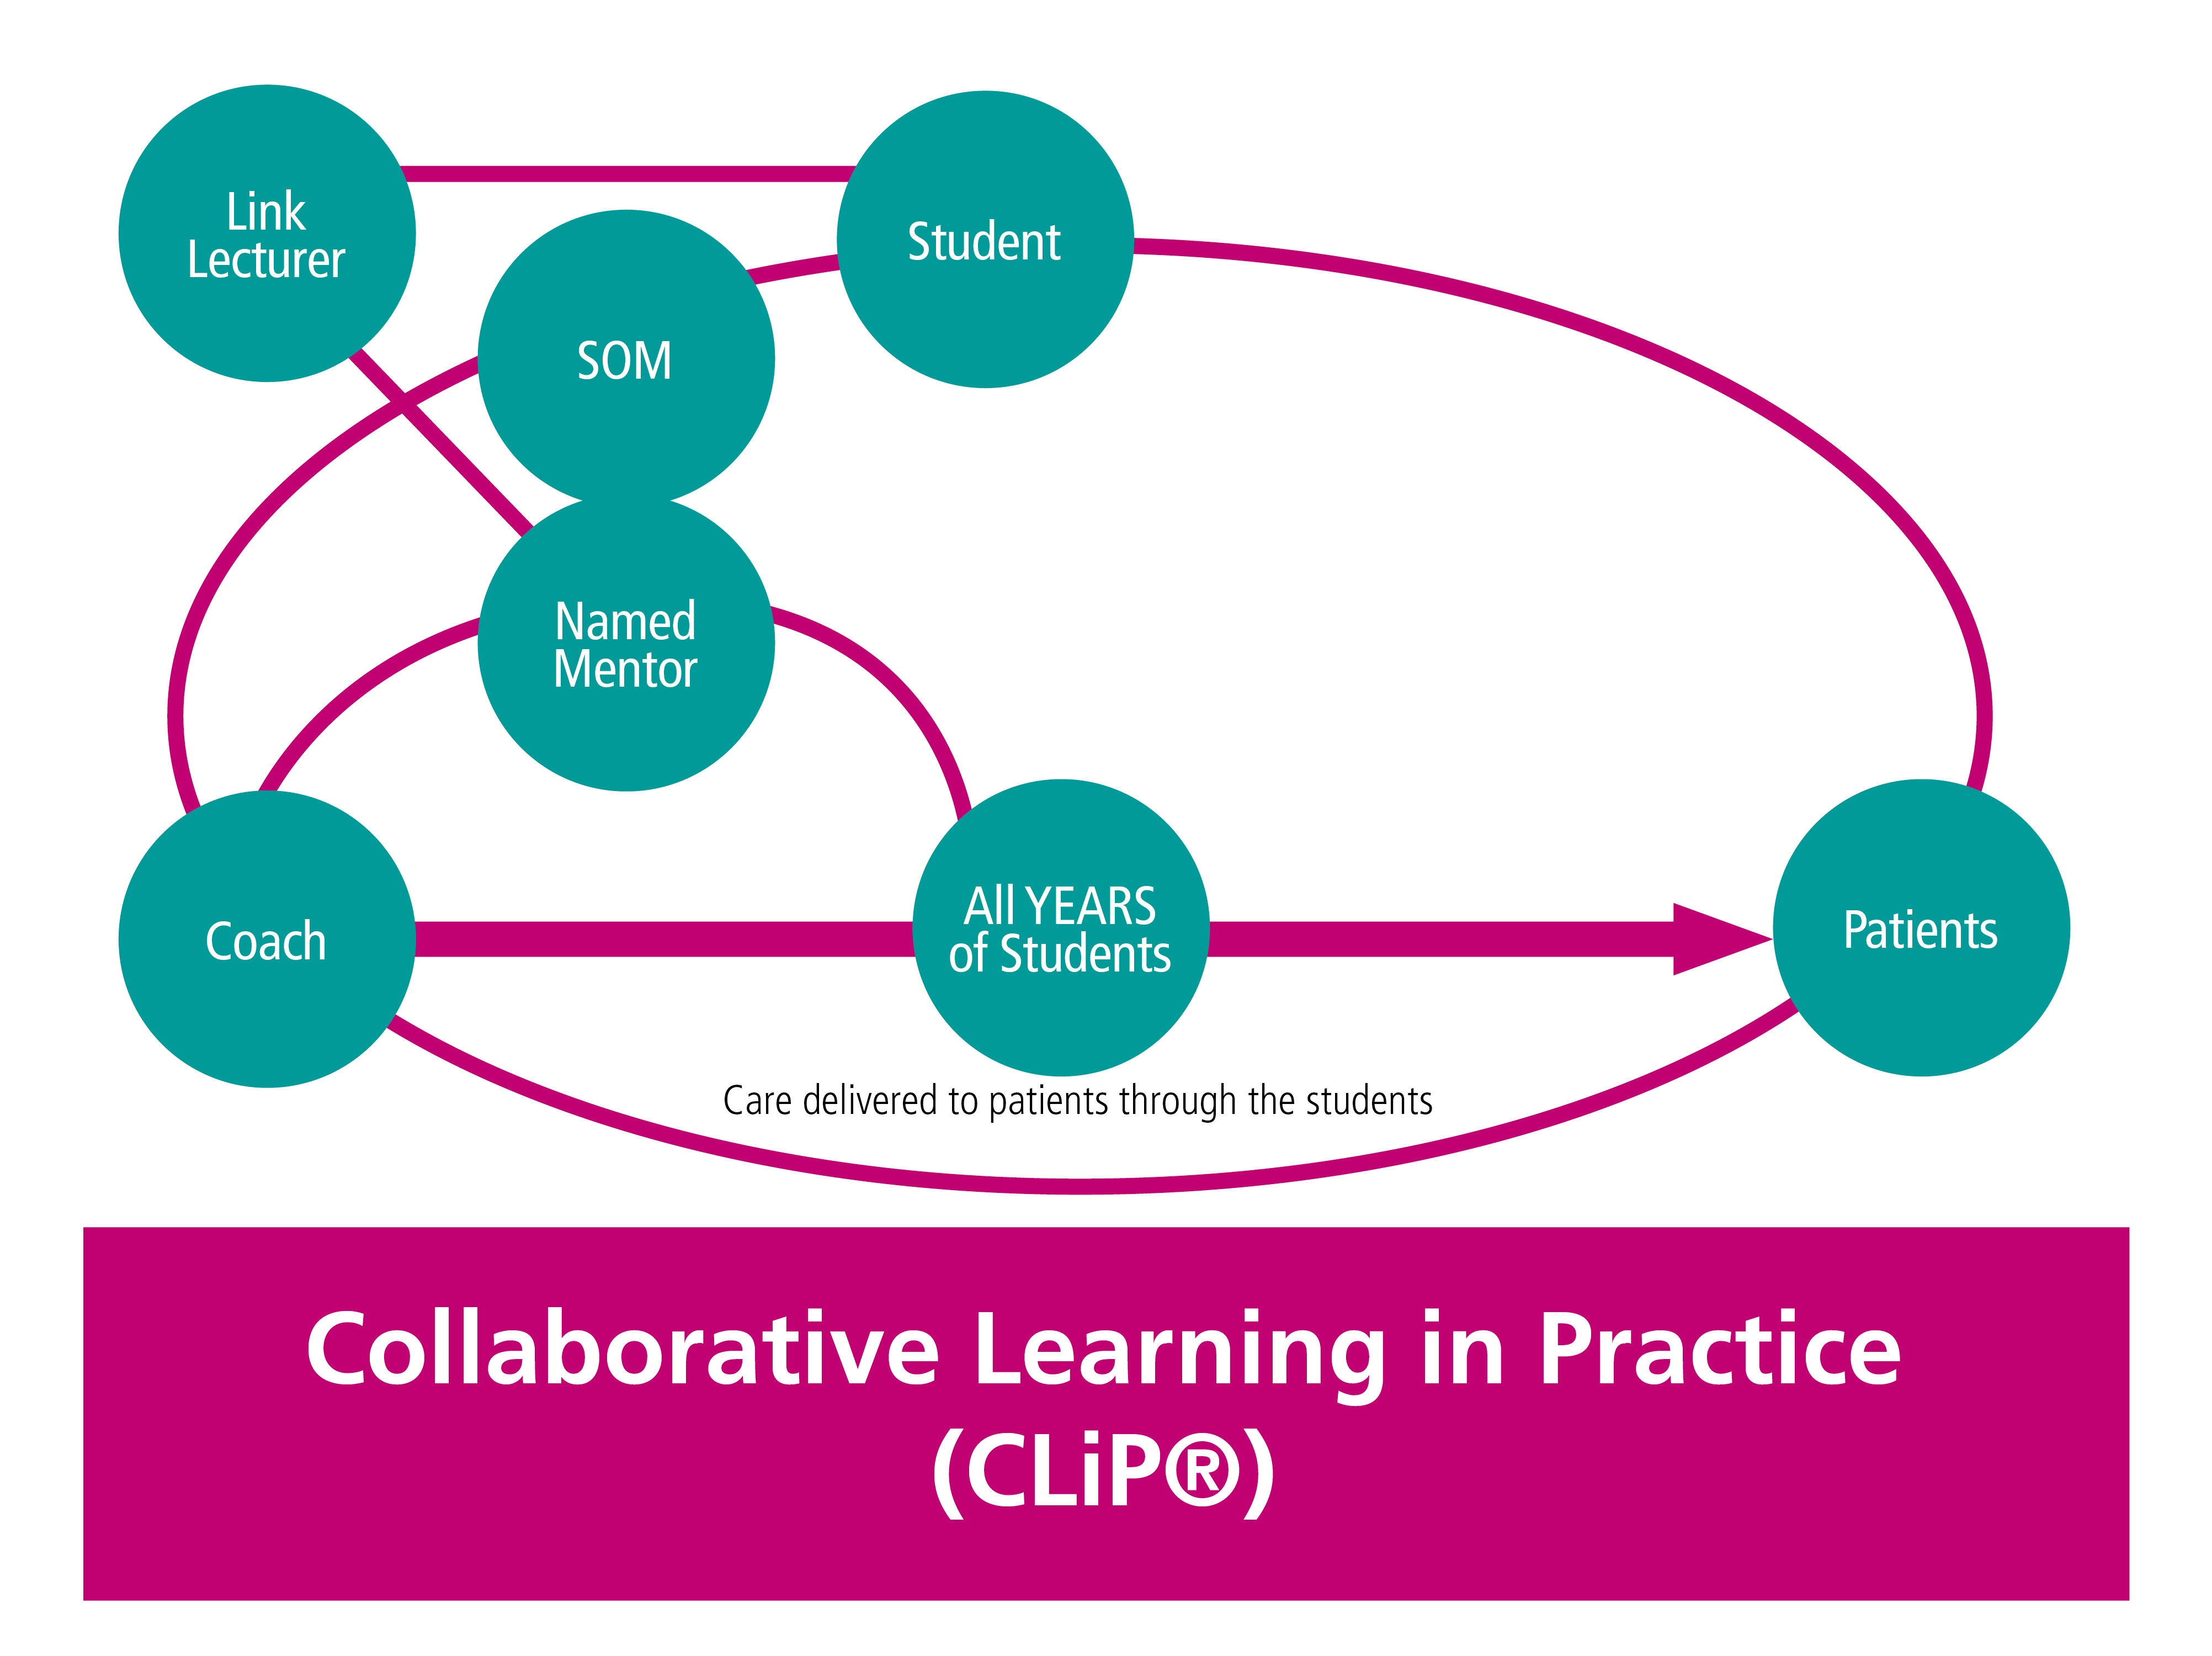 Link
Lecturer
Student
SOM
Named
Mentor
Coach
All YEARS
of Students
Patients
Care delivered to patients through the students
Collaborative Learning in Practice
(CLiP®)